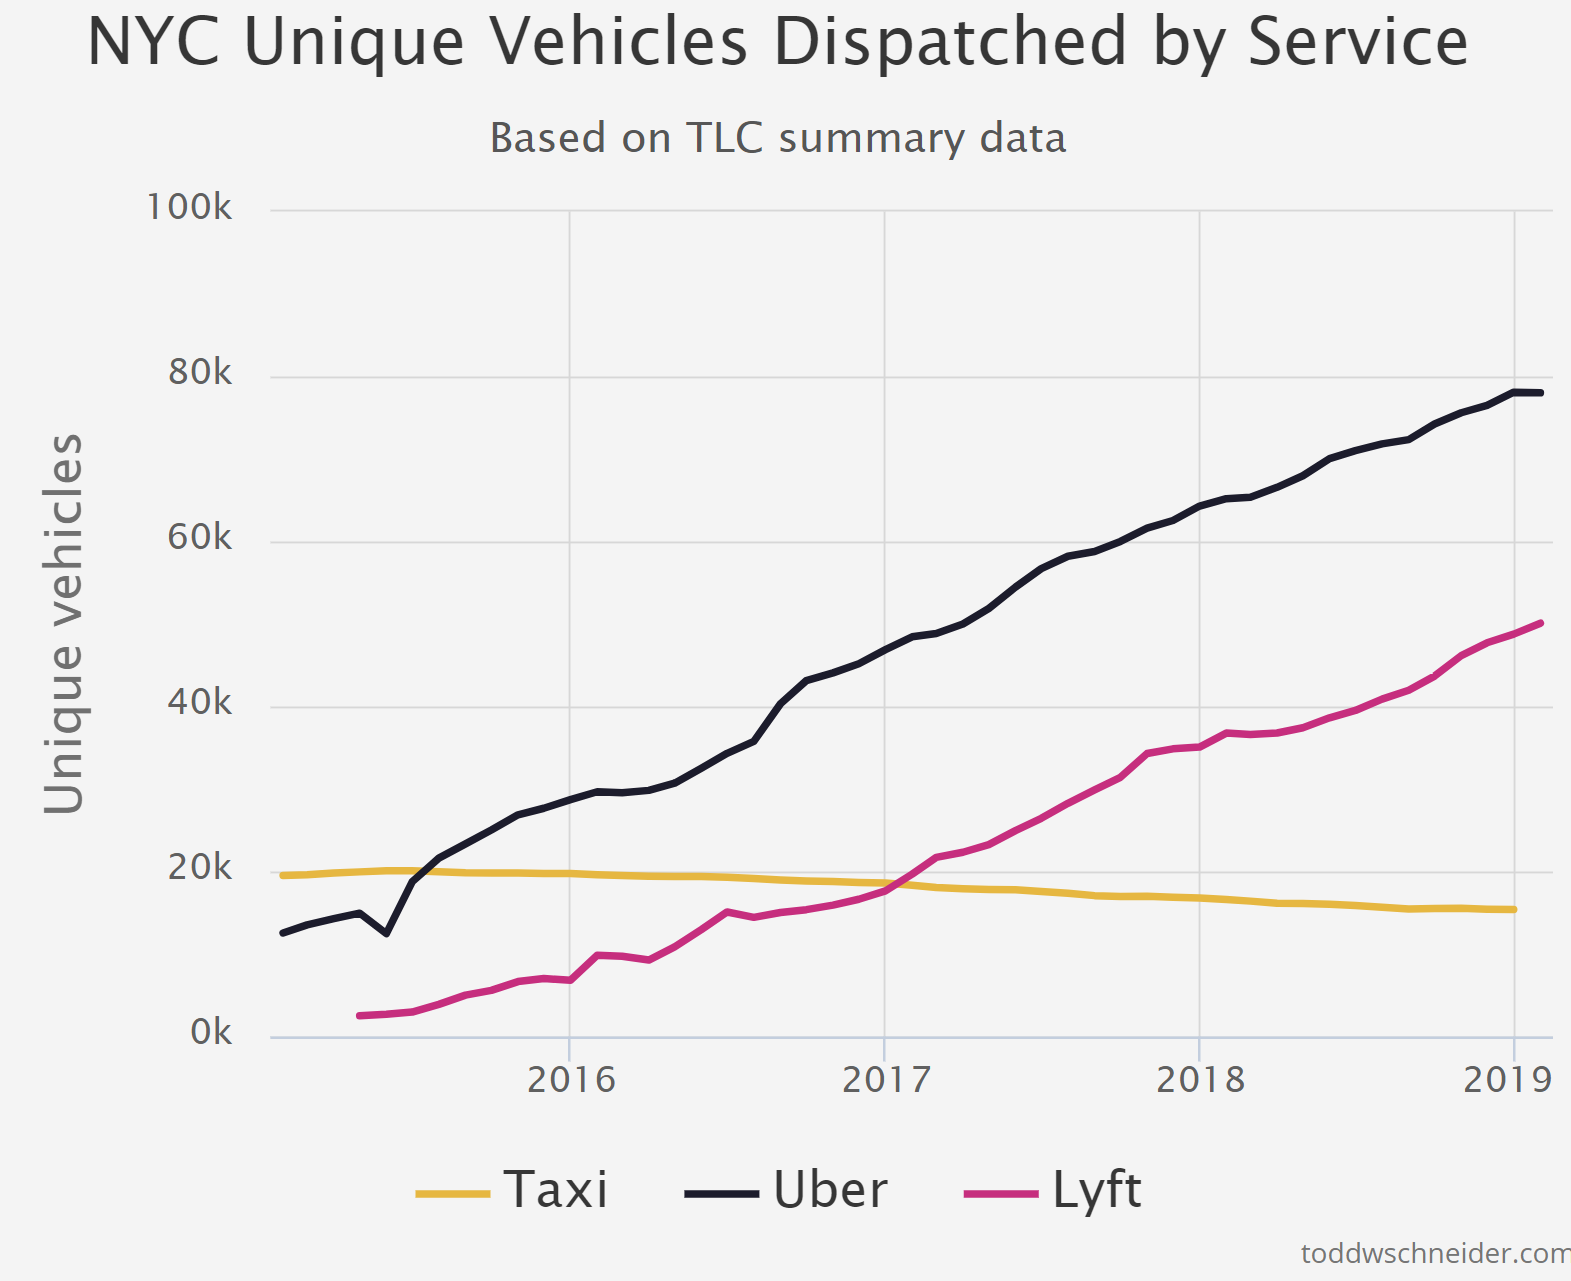 NYC Unique Vehicles Dispatched by Service
Based on TLC summary data
Unique vehicles
100k
80k
60k
40k
20k
0k
2016 2017 2018 2019
Taxi Uber Lyft
toddwschneider.com